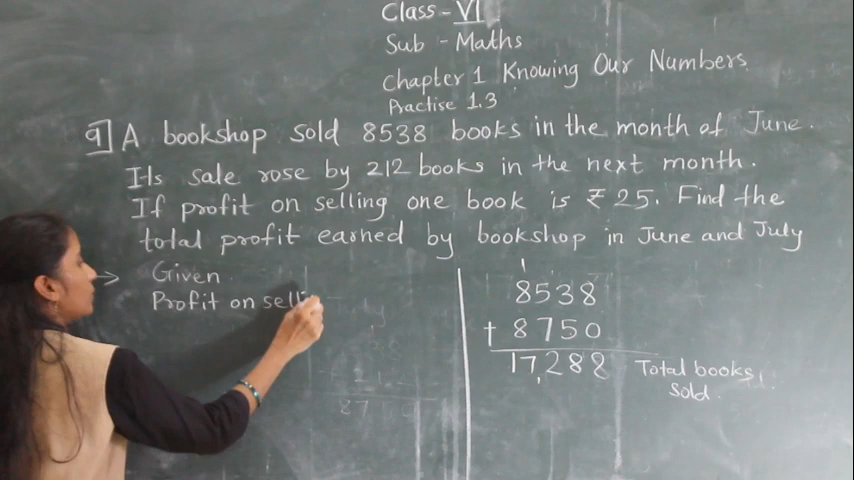 Class - VI
Sub - Maths
Chapter 1 Knowing Our Numbers
Practise 1.3
9] A bookshop sold 8538 books in the month of June.
Its sale rose by 212 books in the next month.
If profit on selling one book is ₹ 25. Find the
total profit earned by bookshop in June and July
→ Given
Profit on sell
1
8538
+ 8750
17,288 Total books
sold.